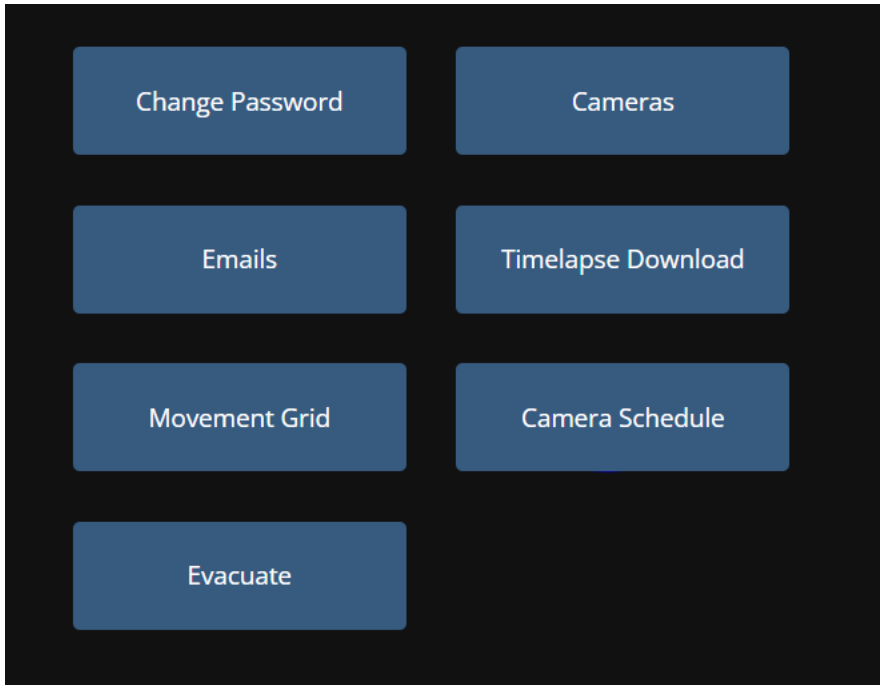 Change Password
Cameras
Emails
Timelapse Download
Movement Grid
Camera Schedule
Evacuate